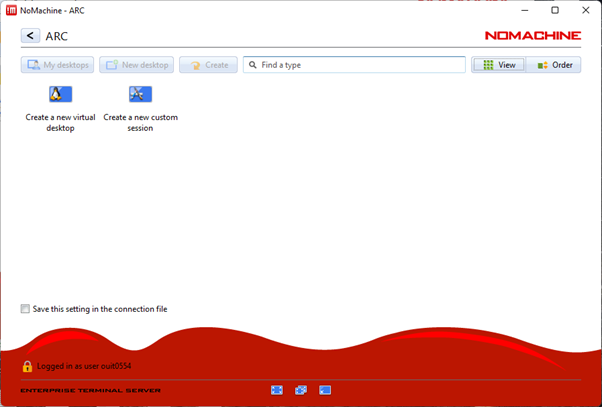 NoMachine - ARC
ARC
NOMACHINE
My desktops
New desktop
Create
Find a type
View
Order
Create a new virtual
desktop
Create a new custom
session
Save this setting in the connection file
Logged in as user ouit0554
ENTERPRISE TERMINAL SERVER